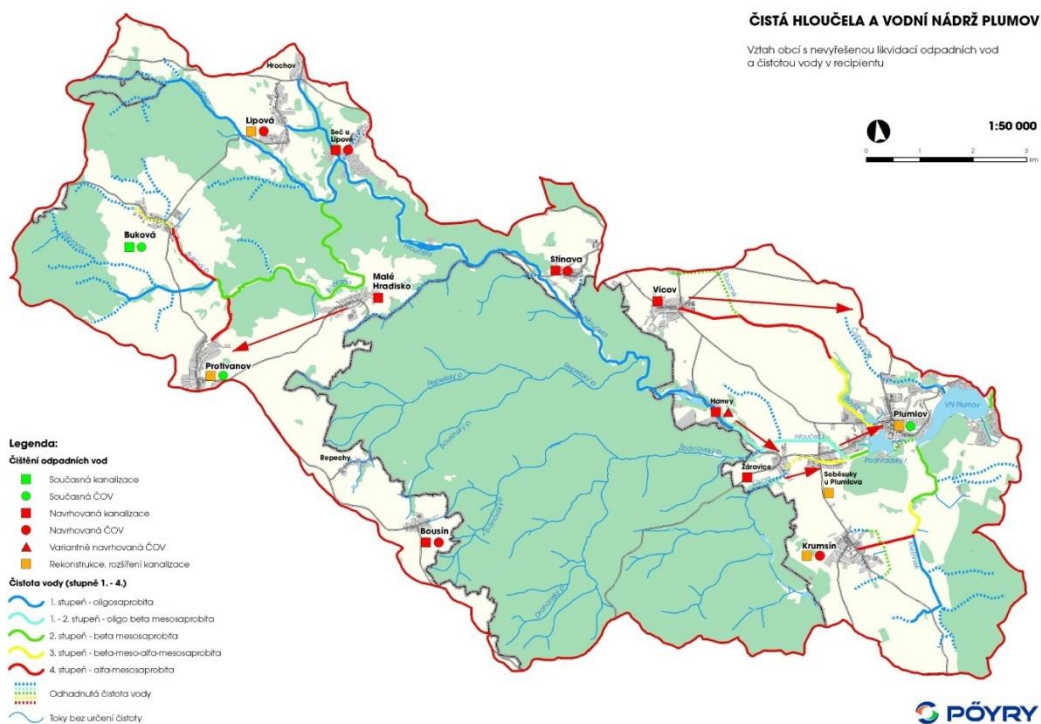 ČISTÁ HLOUČELA A VODNÍ NÁDRŽ PLUMOV
Vztah obcí s nevyřešenou likvidací odpadních vod
a čistotou vody v recipientu
1:50 000
0 1 2 3 km
Hrochov
Lipová
Seč u
Lipové
Buková
Malé
Hradisko
Stínava
Vícov
Protivanov
Hamry
Plumlov
VN Plumov
Hloučela
Žárovice
Soběsuky
u Plumlova
Podhradský r.
Repechy
Bousín
Krumsín
Legenda:
Čištění odpadních vod
Současná kanalizace
Současná ČOV
Navrhovaná kanalizace
Navrhovaná ČOV
Variantně navrhovaná ČOV
Rekonstrukce, rozšíření kanalizace
Čistota vody (stupně 1. - 4.)
1. stupeň - oligosaprobita
1. - 2. stupeň - oligo beta mesosaprobita
2. stupeň - beta mesosaprobita
3. stupeň - beta-meso-alfa-mesosaprobita
4. stupeň - alfa-mesosaprobita
Odhadnutá čistota vody
Toky bez určení čistoty
PÖYRY